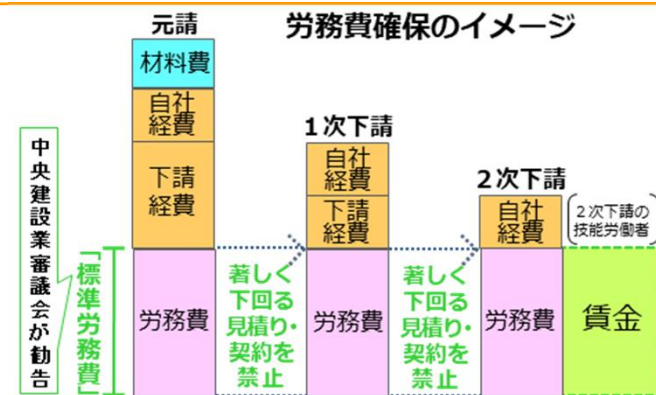 労務費確保のイメージ
元請
材料費
自社
経費
下請
経費
労務費
中央建設業審議会が勧告
「標準労務費」
著しく
下回る
見積り・
契約を
禁止
1次下請
自社
経費
下請
経費
労務費
著しく
下回る
見積り・
契約を
禁止
2次下請
自社
経費
労務費
2次下請の
技能労働者
賃金